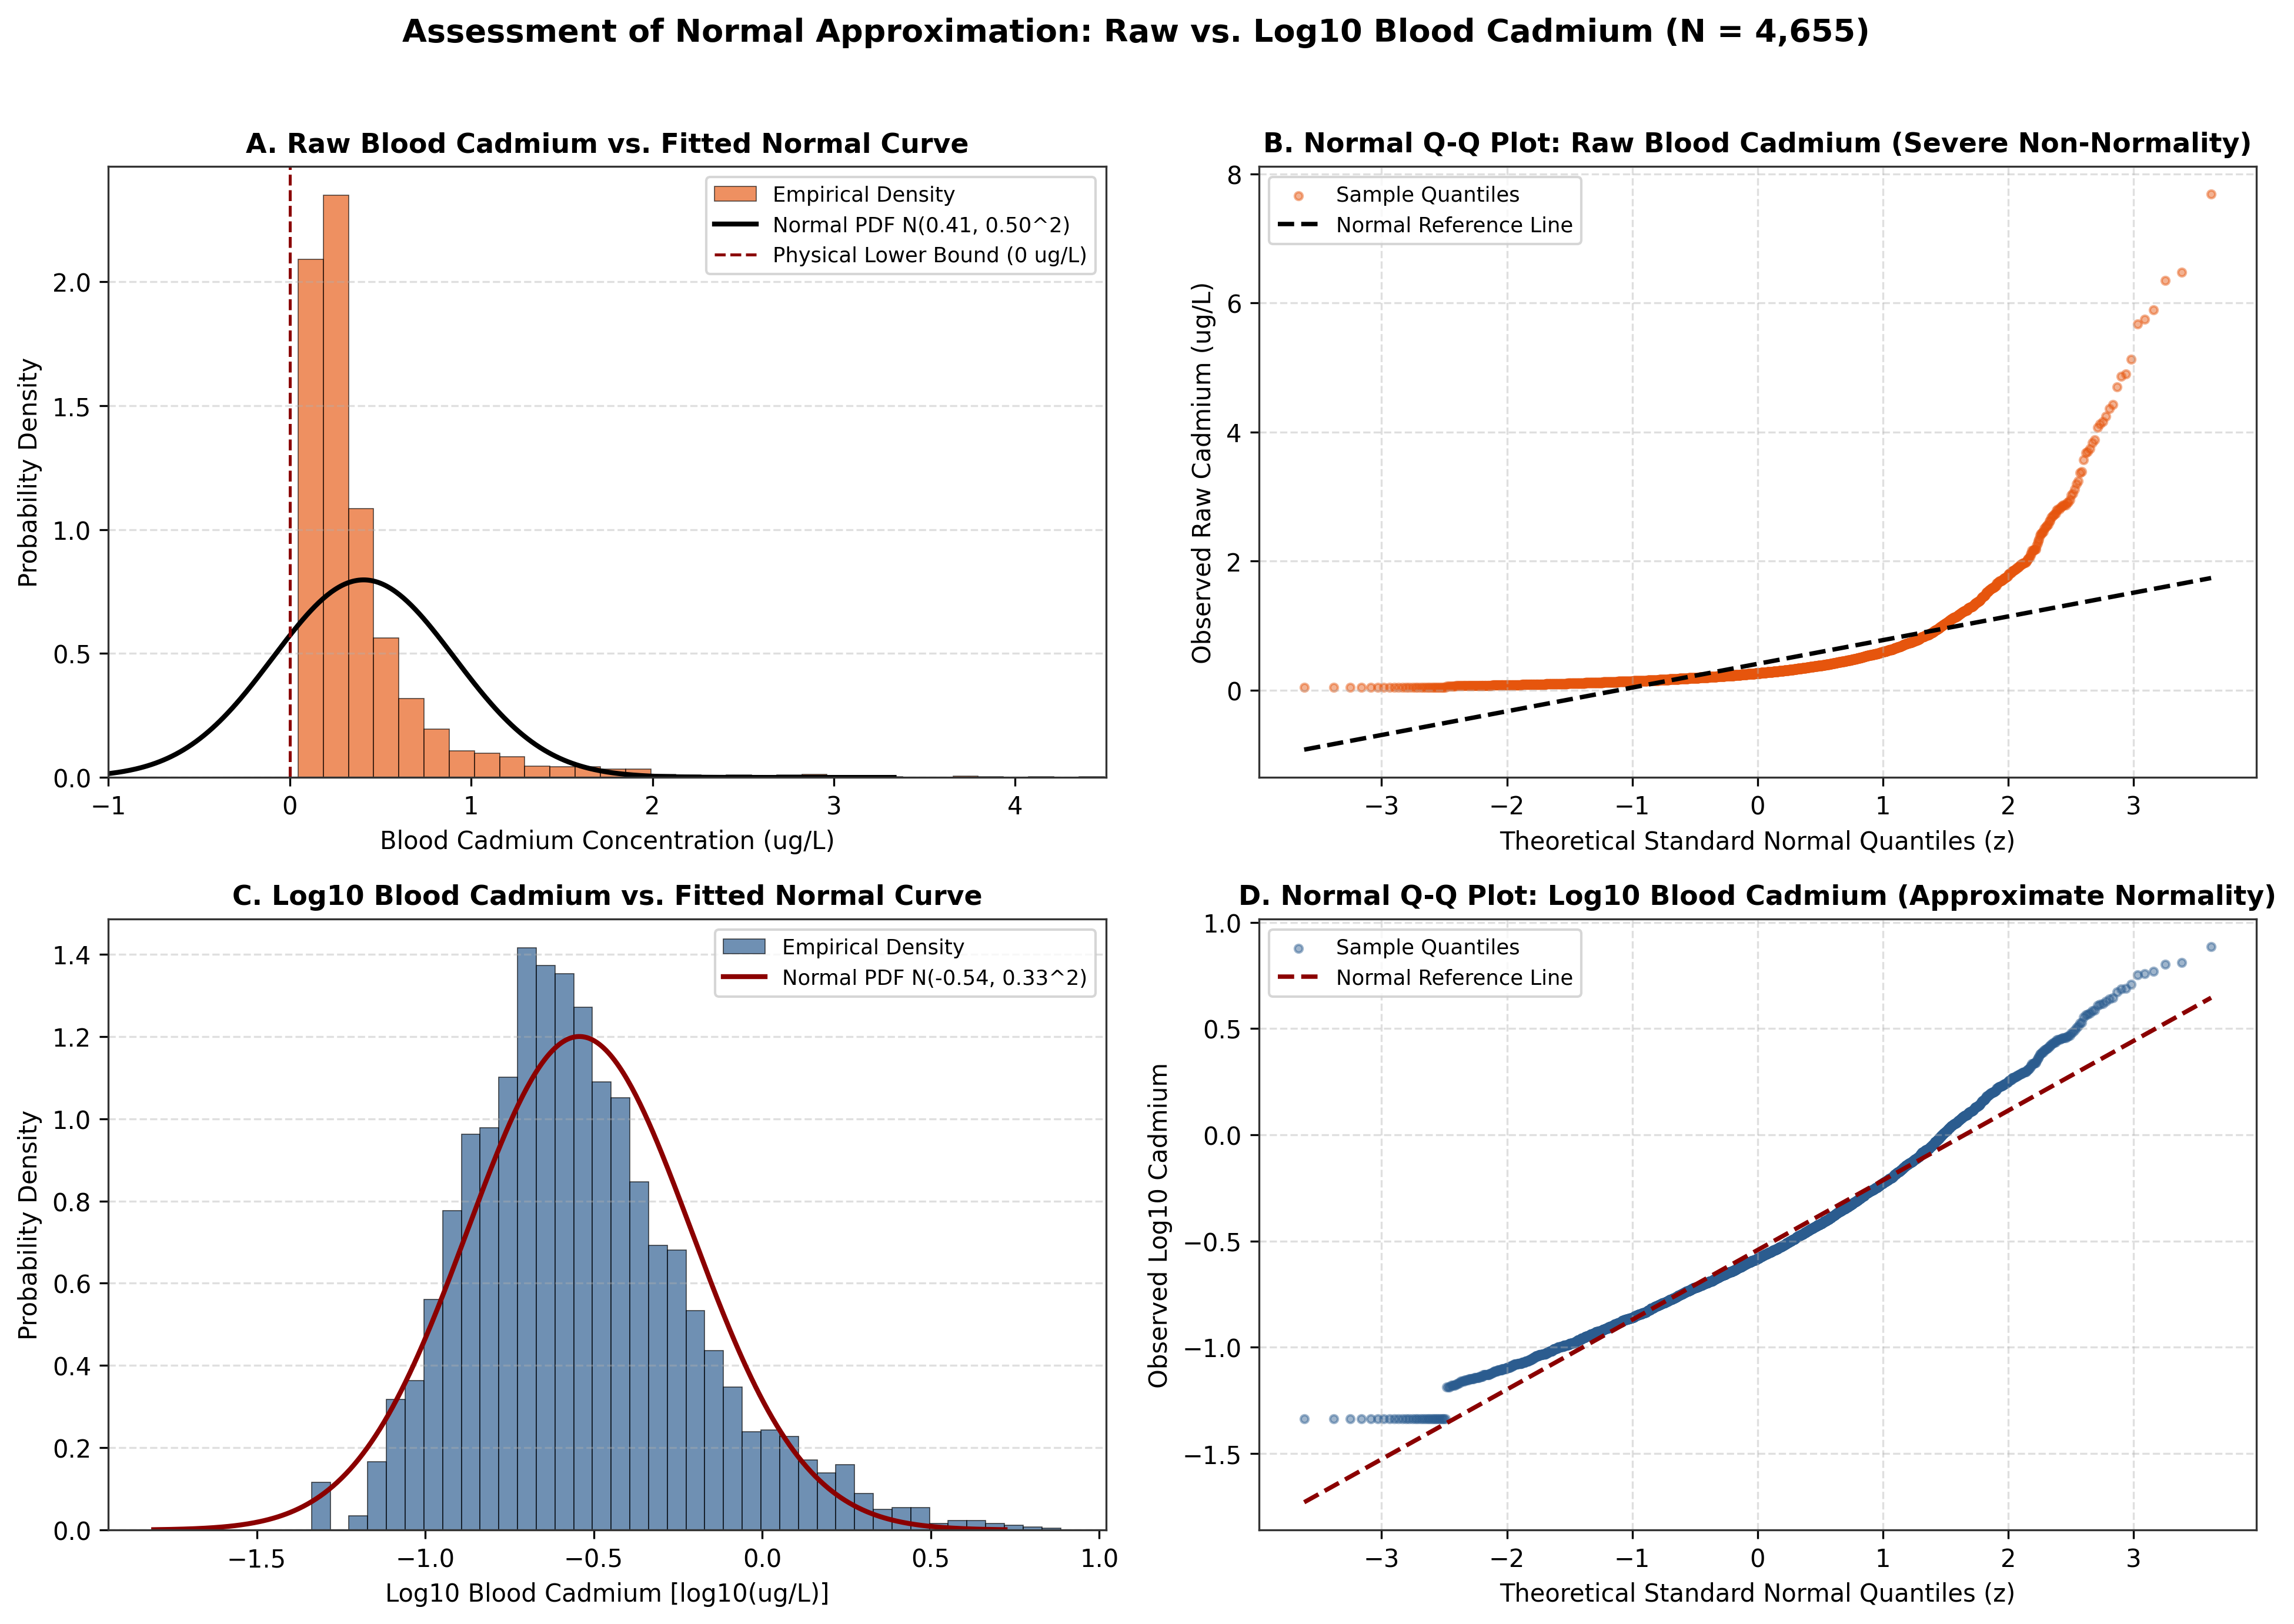 Assessment of Normal Approximation: Raw vs. Log10 Blood Cadmium (N = 4,655)
A. Raw Blood Cadmium vs. Fitted Normal Curve
Empirical Density
Normal PDF N(0.41, 0.50^2)
Physical Lower Bound (0 ug/L)
Probability Density
2.0
1.5
1.0
0.5
0.0
−1
0
1
2
3
4
Blood Cadmium Concentration (ug/L)
B. Normal Q-Q Plot: Raw Blood Cadmium (Severe Non-Normality)
Sample Quantiles
Normal Reference Line
Observed Raw Cadmium (ug/L)
8
6
4
2
0
−3
−2
−1
0
1
2
3
Theoretical Standard Normal Quantiles (z)
C. Log10 Blood Cadmium vs. Fitted Normal Curve
Empirical Density
Normal PDF N(-0.54, 0.33^2)
Probability Density
1.4
1.2
1.0
0.8
0.6
0.4
0.2
0.0
−1.5
−1.0
−0.5
0.0
0.5
1.0
Log10 Blood Cadmium [log10(ug/L)]
D. Normal Q-Q Plot: Log10 Blood Cadmium (Approximate Normality)
Sample Quantiles
Normal Reference Line
Observed Log10 Cadmium
1.0
0.5
0.0
−0.5
−1.0
−1.5
−3
−2
−1
0
1
2
3
Theoretical Standard Normal Quantiles (z)